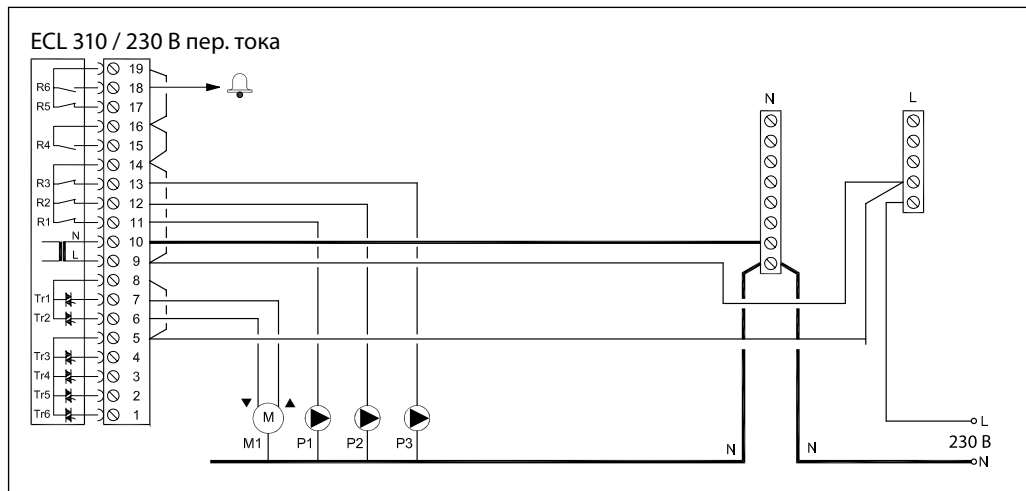 ECL 310 / 230 В пер. тока
19
R6 18
R5 17
16
R4 15
14
R3 13
R2 12
R1 11
N 10
L 9
8
Tr1 7
Tr2 6
5
Tr3 4
Tr4 3
Tr5 2
Tr6 1
N
L
M
M1 P1 P2 P3
N N
L
230 В
N